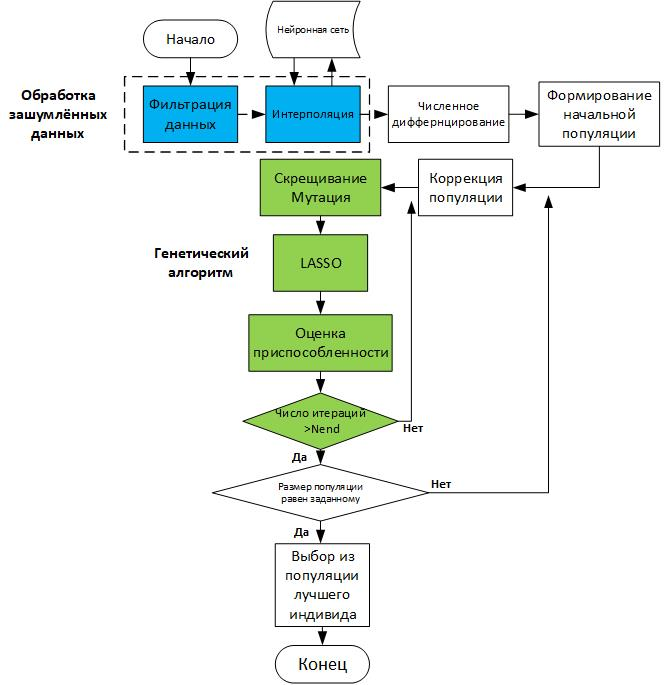 Начало
Нейронная сеть
Обработка
зашумлённых
данных
Фильтрация
данных
Интерполяция
Численное
диффернцирование
Формирование
начальной
популяции
Скрещивание
Мутация
Коррекция
популяции
Генетический
алгоритм
LASSO
Оценка
приспособленности
Число итераций
>Nend
Нет
Да
Размер популяции
равен заданному
Нет
Да
Выбор из
популяции
лучшего
индивида
Конец